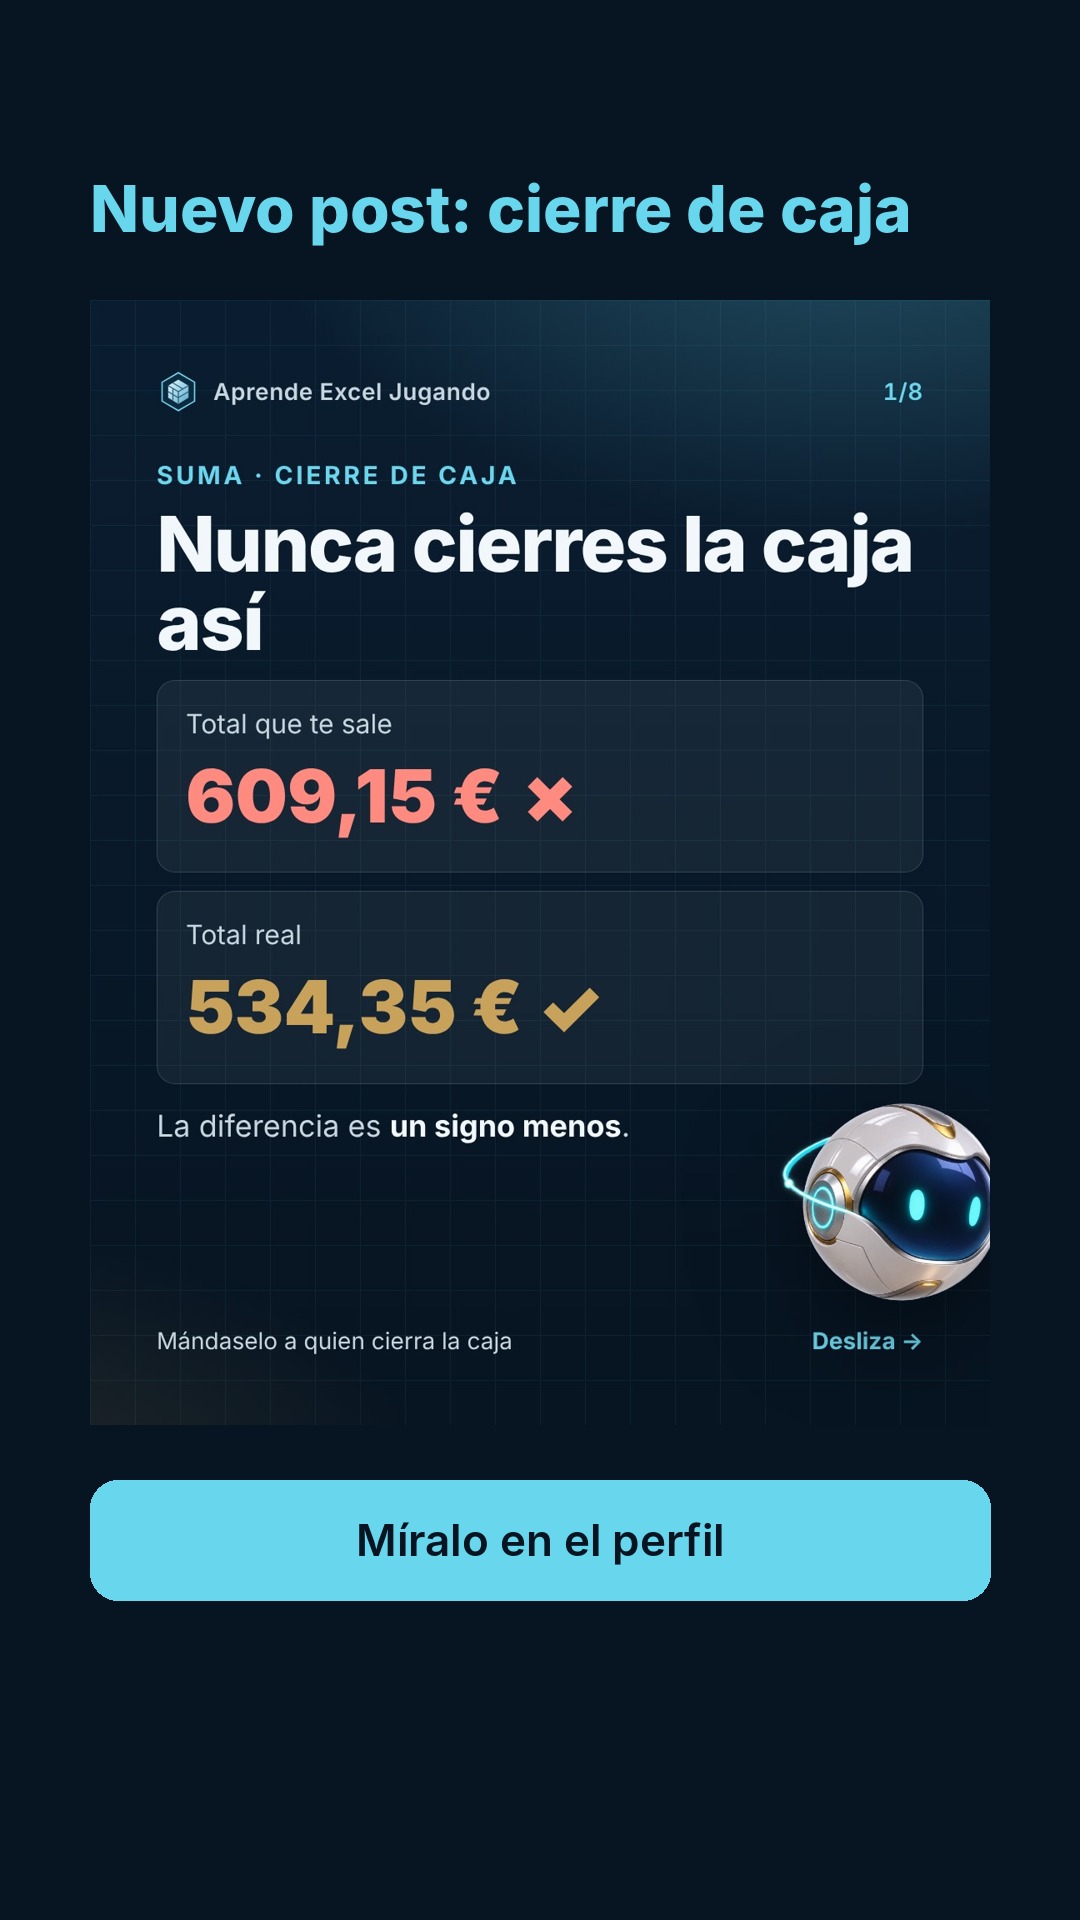 Nuevo post: cierre de caja
Aprende Excel Jugando
1/8
SUMA · CIERRE DE CAJA
Nunca cierres la caja
así
Total que te sale
609,15 € ✖
Total real
534,35 € ✔
La diferencia es un signo menos.
Mándaselo a quien cierra la caja
Desliza →
Míralo en el perfil